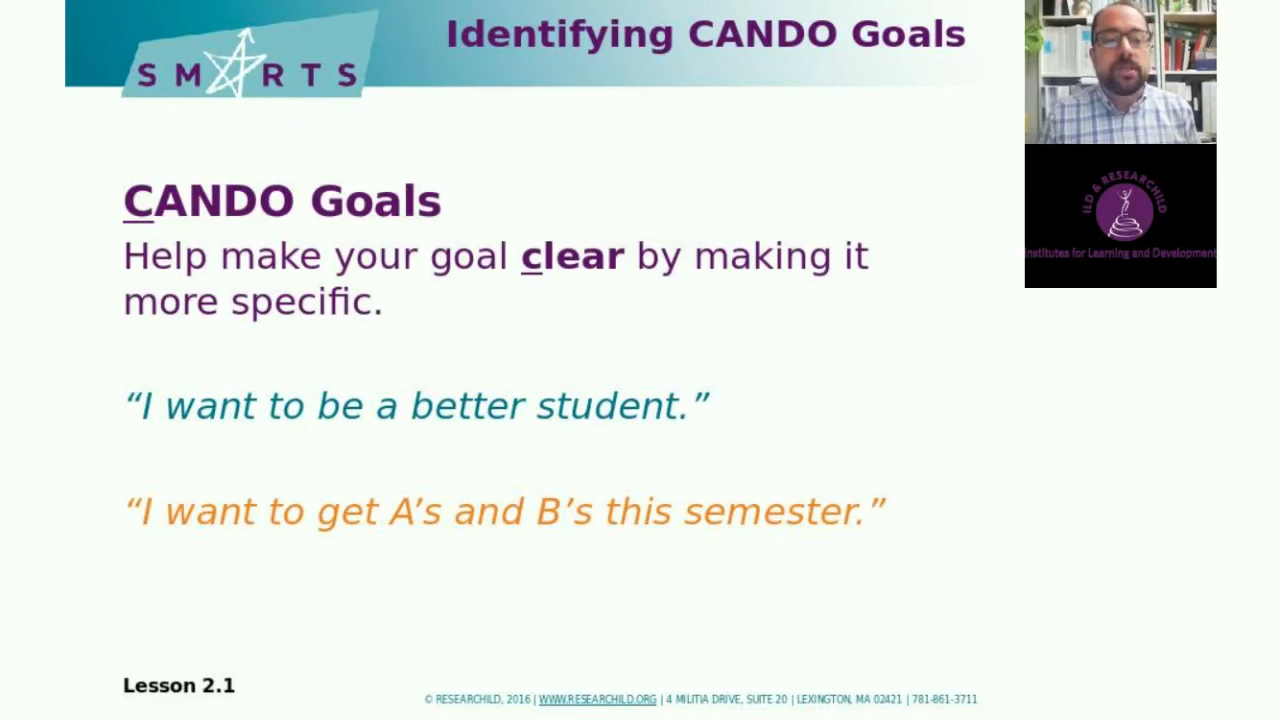 Identifying CANDO Goals
SMARTS
CANDO Goals
Help make your goal clear by making it
more specific.
“I want to be a better student.”
“I want to get A’s and B’s this semester.”
Lesson 2.1
© RESEARCHILD, 2016 | WWW.RESEARCHILD.ORG | 4 MILITIA DRIVE, SUITE 20 | LEXINGTON, MA 02421 | 781-861-3711
ILD & RESEARCHILD
Institutes for Learning and Development